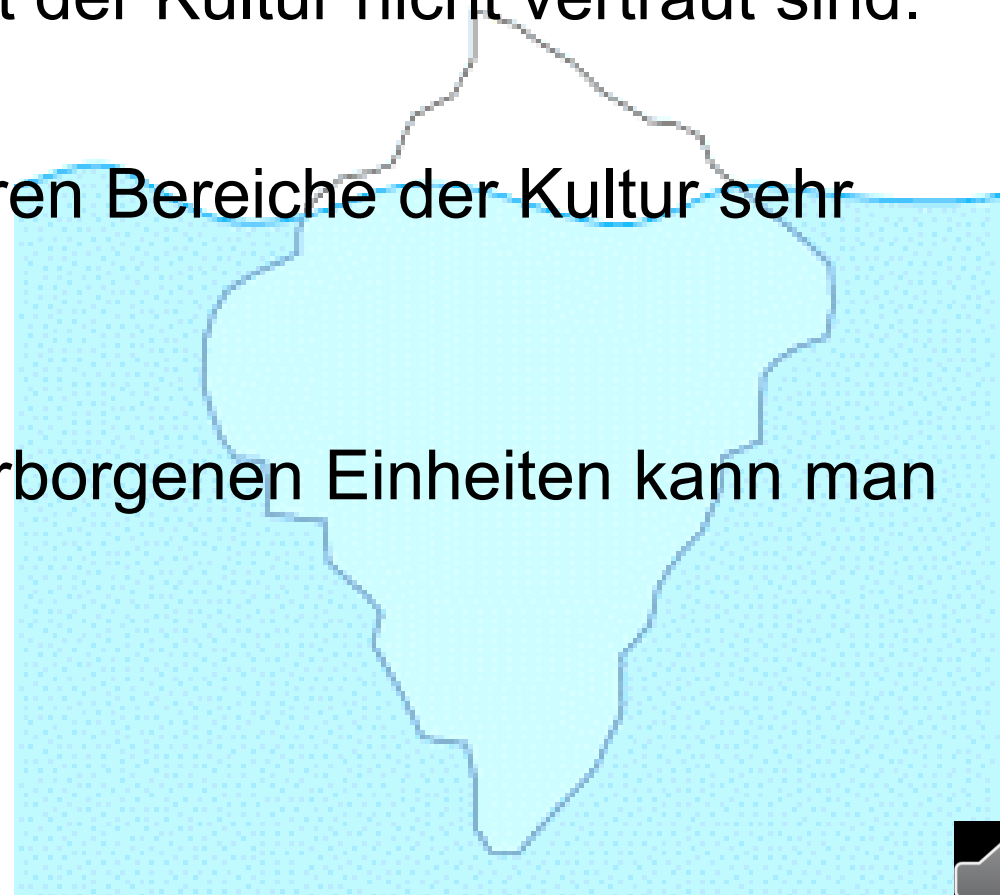 t der Kultur nicht vertraut sind.
ren Bereiche der Kultur sehr
rborgenen Einheiten kann man